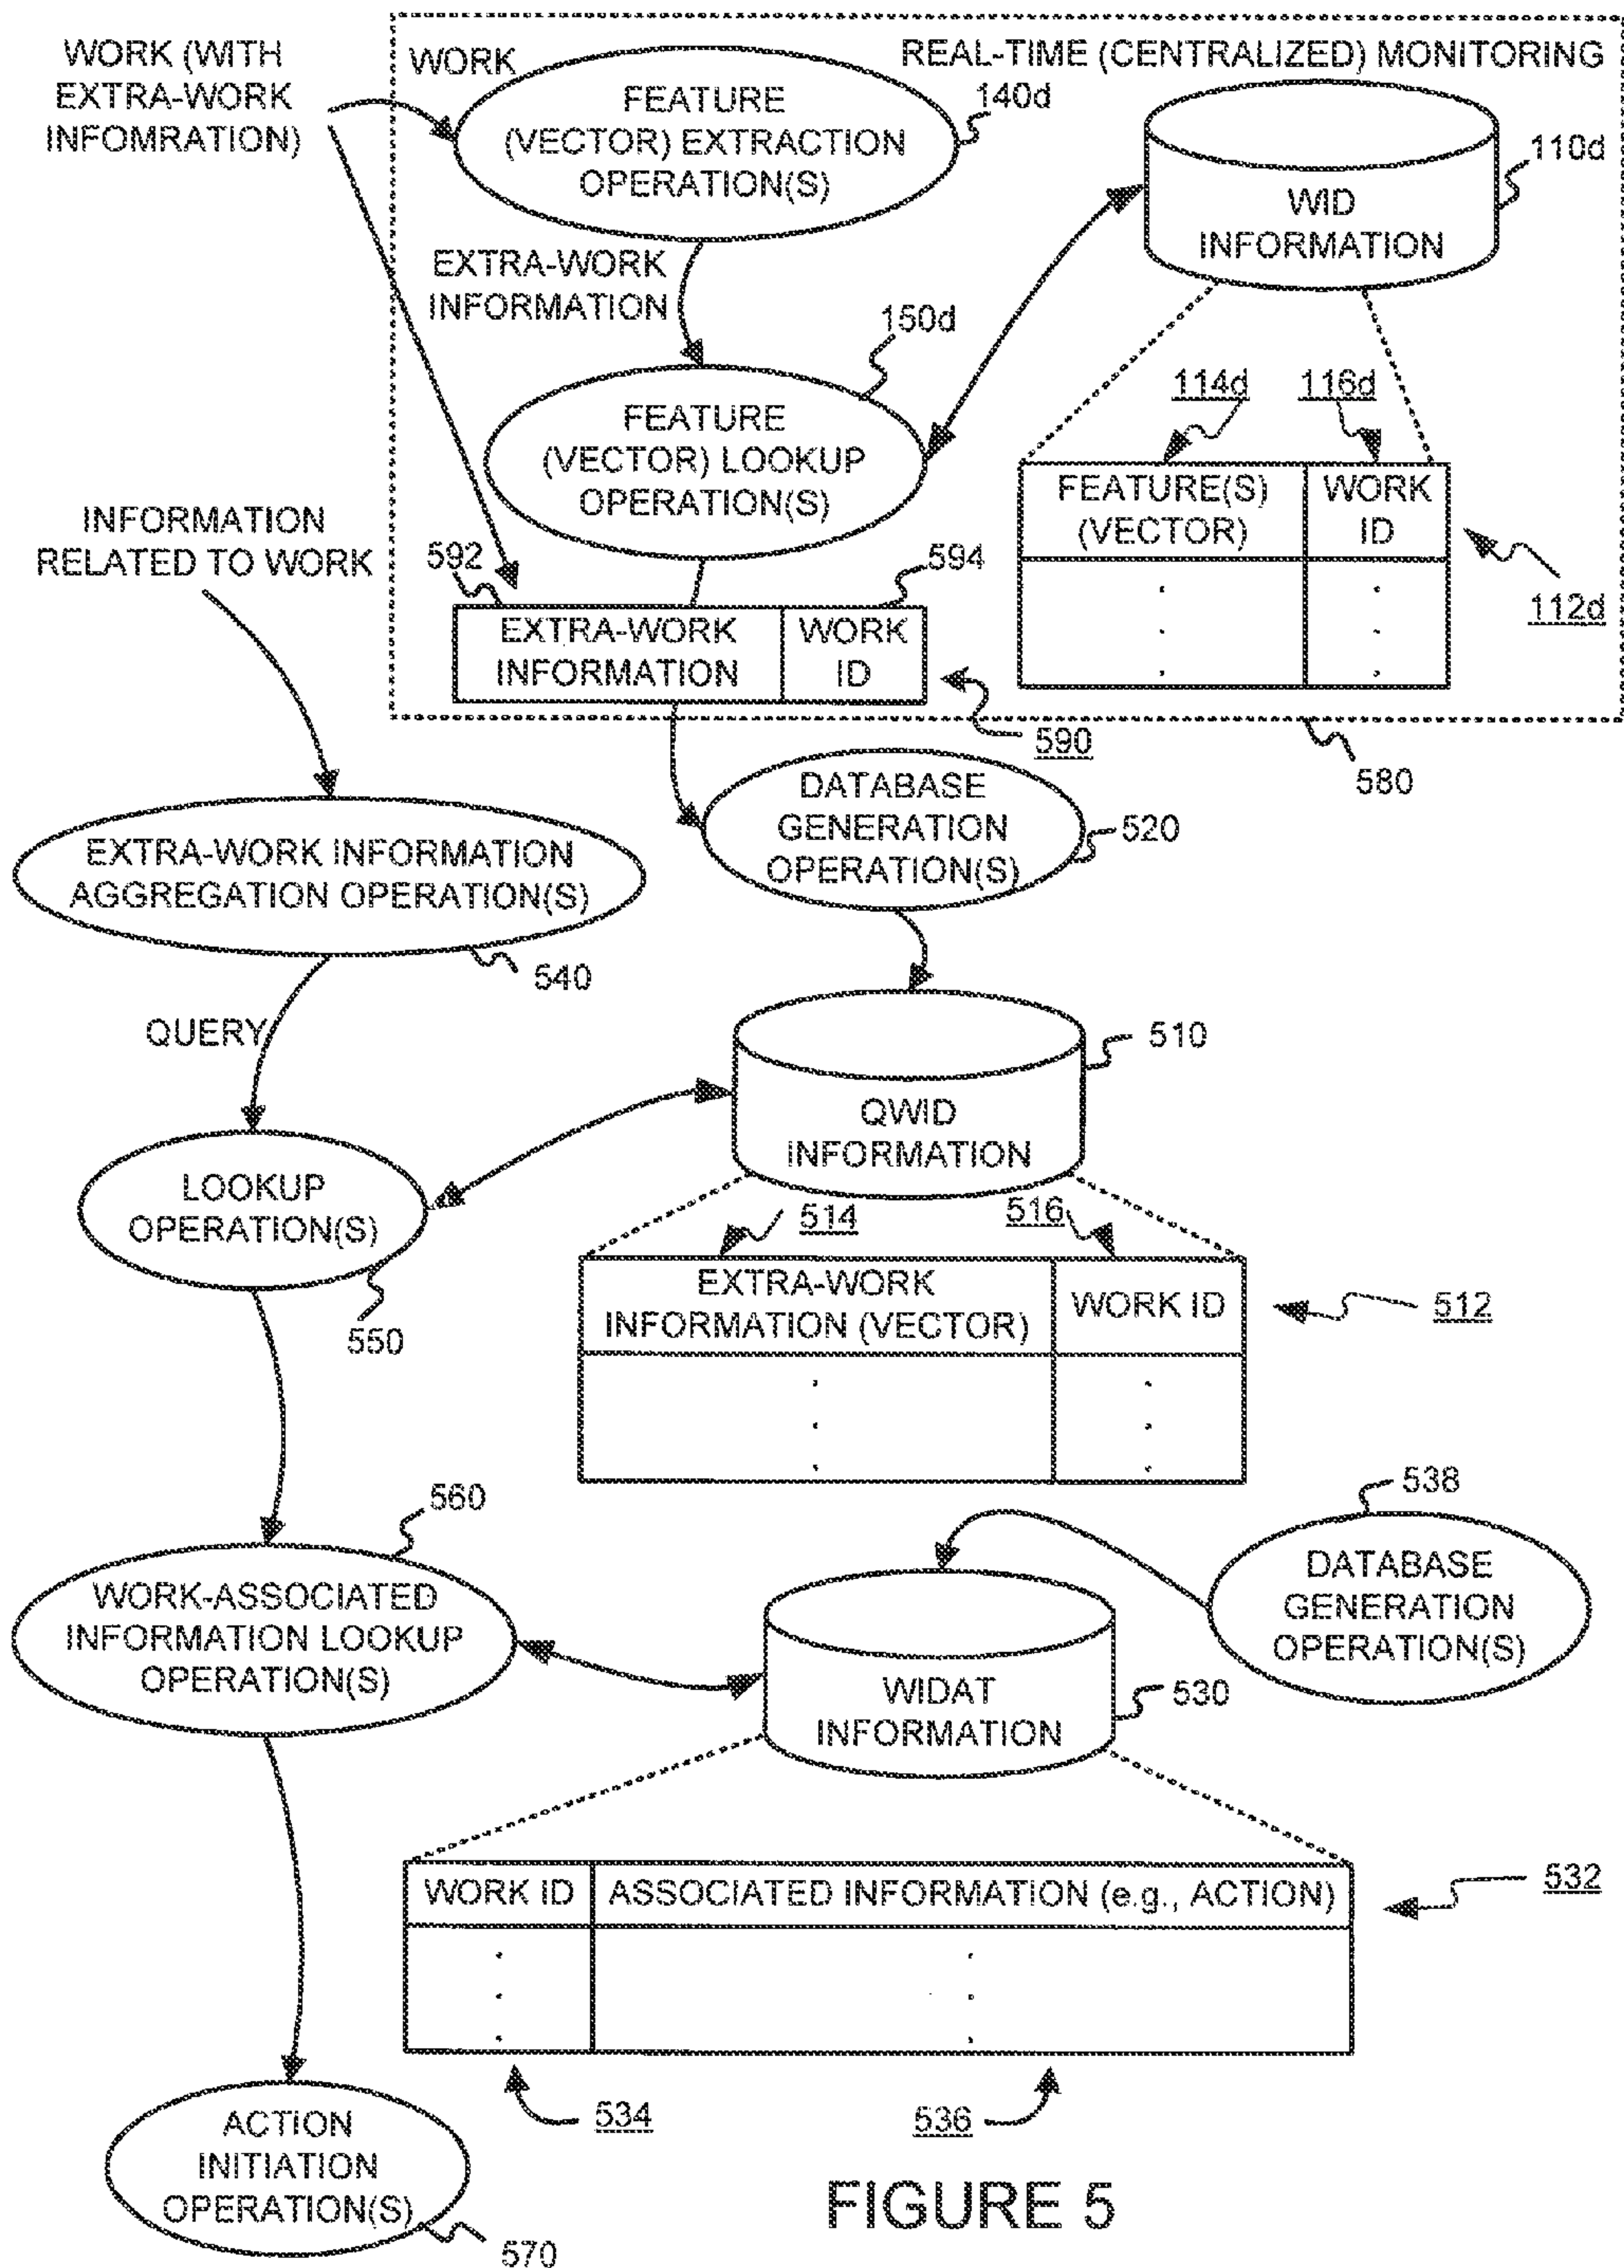 WORK (WITH
EXTRA-WORK
INFOMRATION)
WORK
REAL-TIME (CENTRALIZED) MONITORING
FEATURE
(VECTOR) EXTRACTION
OPERATION(S)
140d
110d
WID
INFORMATION
EXTRA-WORK
INFORMATION
150d
FEATURE
(VECTOR) LOOKUP
OPERATION(S)
114d
116d
FEATURE(S)
(VECTOR)
WORK
ID
112d
INFORMATION
RELATED TO WORK
592
594
EXTRA-WORK
INFORMATION
WORK
ID
590
580
DATABASE
GENERATION
OPERATION(S)
520
EXTRA-WORK INFORMATION
AGGREGATION OPERATION(S)
540
QUERY
510
QWID
INFORMATION
LOOKUP
OPERATION(S)
550
514
516
EXTRA-WORK
INFORMATION (VECTOR)
WORK ID
512
560
538
WORK-ASSOCIATED
INFORMATION LOOKUP
OPERATION(S)
DATABASE
GENERATION
OPERATION(S)
WIDAT
INFORMATION
530
WORK ID
ASSOCIATED INFORMATION (e.g., ACTION)
532
534
536
ACTION
INITIATION
OPERATION(S)
570
FIGURE 5